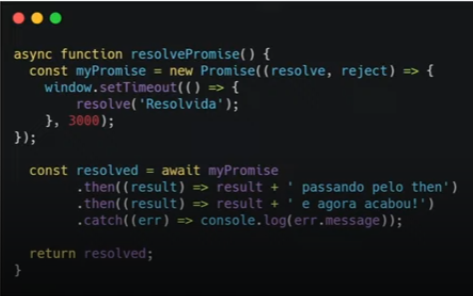 async function resolvePromise() {
const myPromise = new Promise((resolve, reject) => {
window.setTimeout(() => {
resolve('Resolvida');
}, 3000);
});
const resolved = await myPromise
.then((result) => result + ' passando pelo then')
.then((result) => result + ' e agora acabou!')
.catch((err) => console.log(err.message));
return resolved;
}